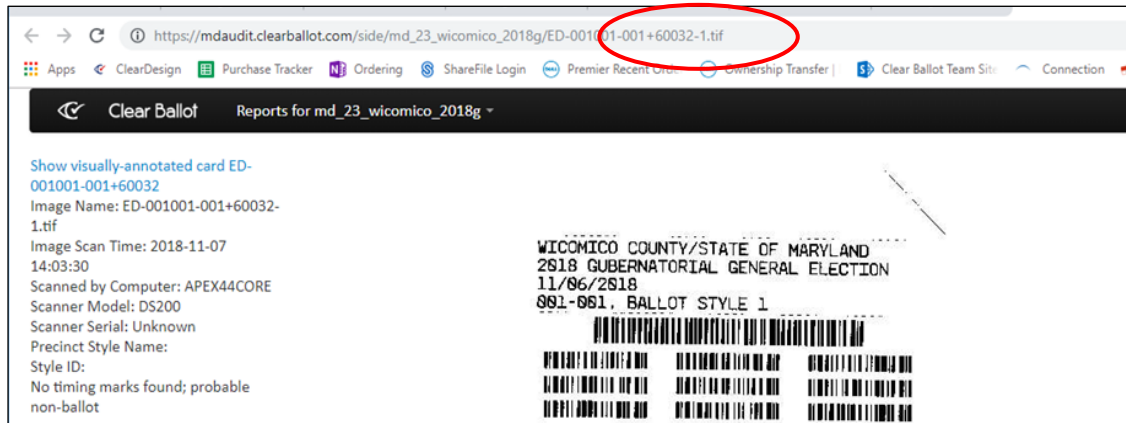 https://mdaudit.clearballot.com/side/md_23_wicomico_2018g/ED-001001-001+60032-1.tif
Apps ClearDesign Purchase Tracker Ordering ShareFile Login Premier Recent Ownership Transfer | Clear Ballot Team Site Connection
Clear Ballot Reports for md_23_wicomico_2018g
Show visually-annotated card ED-
001001-001+60032
Image Name: ED-001001-001+60032-
1.tif
Image Scan Time: 2018-11-07
14:03:30
Scanned by Computer: APEX44CORE
Scanner Model: DS200
Scanner Serial: Unknown
Precinct Style Name:
Style ID:
No timing marks found; probable
non-ballot
WICOMICO COUNTY/STATE OF MARYLAND
2018 GUBERNATORIAL GENERAL ELECTION
11/06/2018
001-001, BALLOT STYLE 1